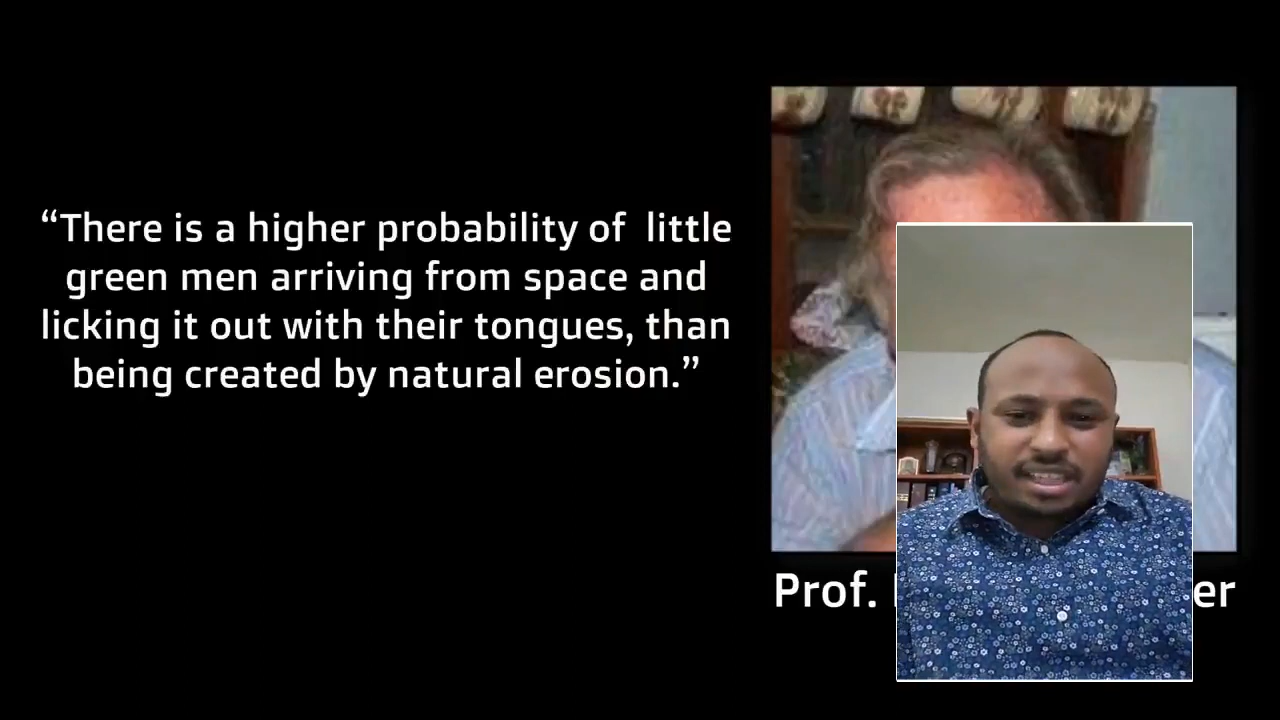 “There is a higher probability of little
green men arriving from space and
licking it out with their tongues, than
being created by natural erosion.”
Prof.